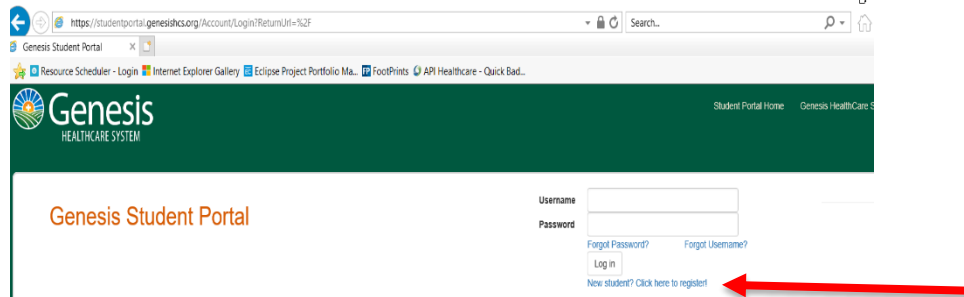 https://studentportal.genesishcs.org/Account/Login?ReturnUrl=%2F Search...
Genesis Student Portal
Resource Scheduler - Login Internet Explorer Gallery Eclipse Project Portfolio Ma... FootPrints API Healthcare - Quick Bad...
Genesis
HEALTHCARE SYSTEM
Student Portal Home Genesis HealthCare S
Genesis Student Portal
Username
Password
Forgot Password? Forgot Username?
Log in
New student? Click here to register!